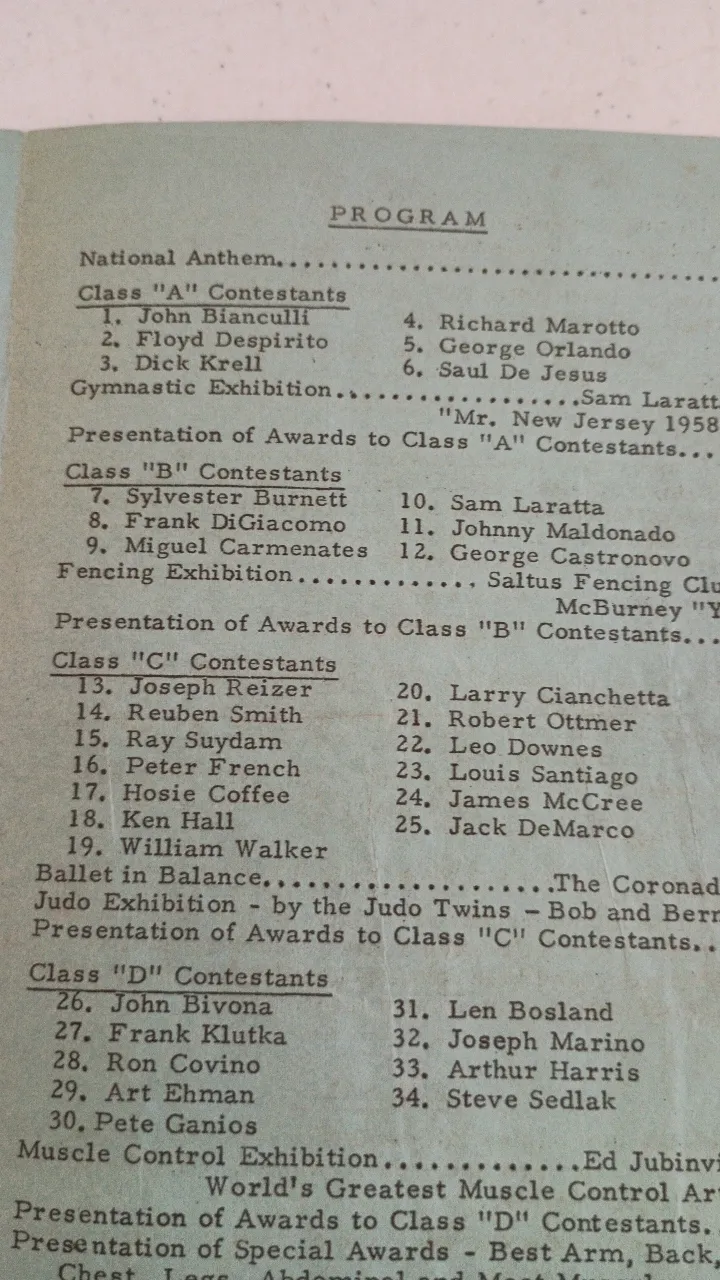 PROGRAM
National Anthem.......................................
Class "A" Contestants
1. John Bianculli 4. Richard Marotto
2. Floyd Despirito 5. George Orlando
3. Dick Krell 6. Saul De Jesus
Gymnastic Exhibition....................Sam Laratt
"Mr. New Jersey 1958
Presentation of Awards to Class "A" Contestants...
Class "B" Contestants
7. Sylvester Burnett 10. Sam Laratta
8. Frank DiGiacomo 11. Johnny Maldonado
9. Miguel Carmenates 12. George Castronovo
Fencing Exhibition............. Saltus Fencing Clu
McBurney "Y
Presentation of Awards to Class "B" Contestants...
Class "C" Contestants
13. Joseph Reizer 20. Larry Cianchetta
14. Reuben Smith 21. Robert Ottmer
15. Ray Suydam 22. Leo Downes
16. Peter French 23. Louis Santiago
17. Hosie Coffee 24. James McCree
18. Ken Hall 25. Jack DeMarco
19. William Walker
Ballet in Balance.....................The Coronad
Judo Exhibition - by the Judo Twins - Bob and Bern
Presentation of Awards to Class "C" Contestants..
Class "D" Contestants
26. John Bivona 31. Len Bosland
27. Frank Klutka 32. Joseph Marino
28. Ron Covino 33. Arthur Harris
29. Art Ehman 34. Steve Sedlak
30. Pete Ganios
Muscle Control Exhibition.............Ed Jubinvi
World's Greatest Muscle Control Ar
Presentation of Awards to Class "D" Contestants.
Presentation of Special Awards - Best Arm, Back,
Chest, Legs, Abdominal and Most Mu